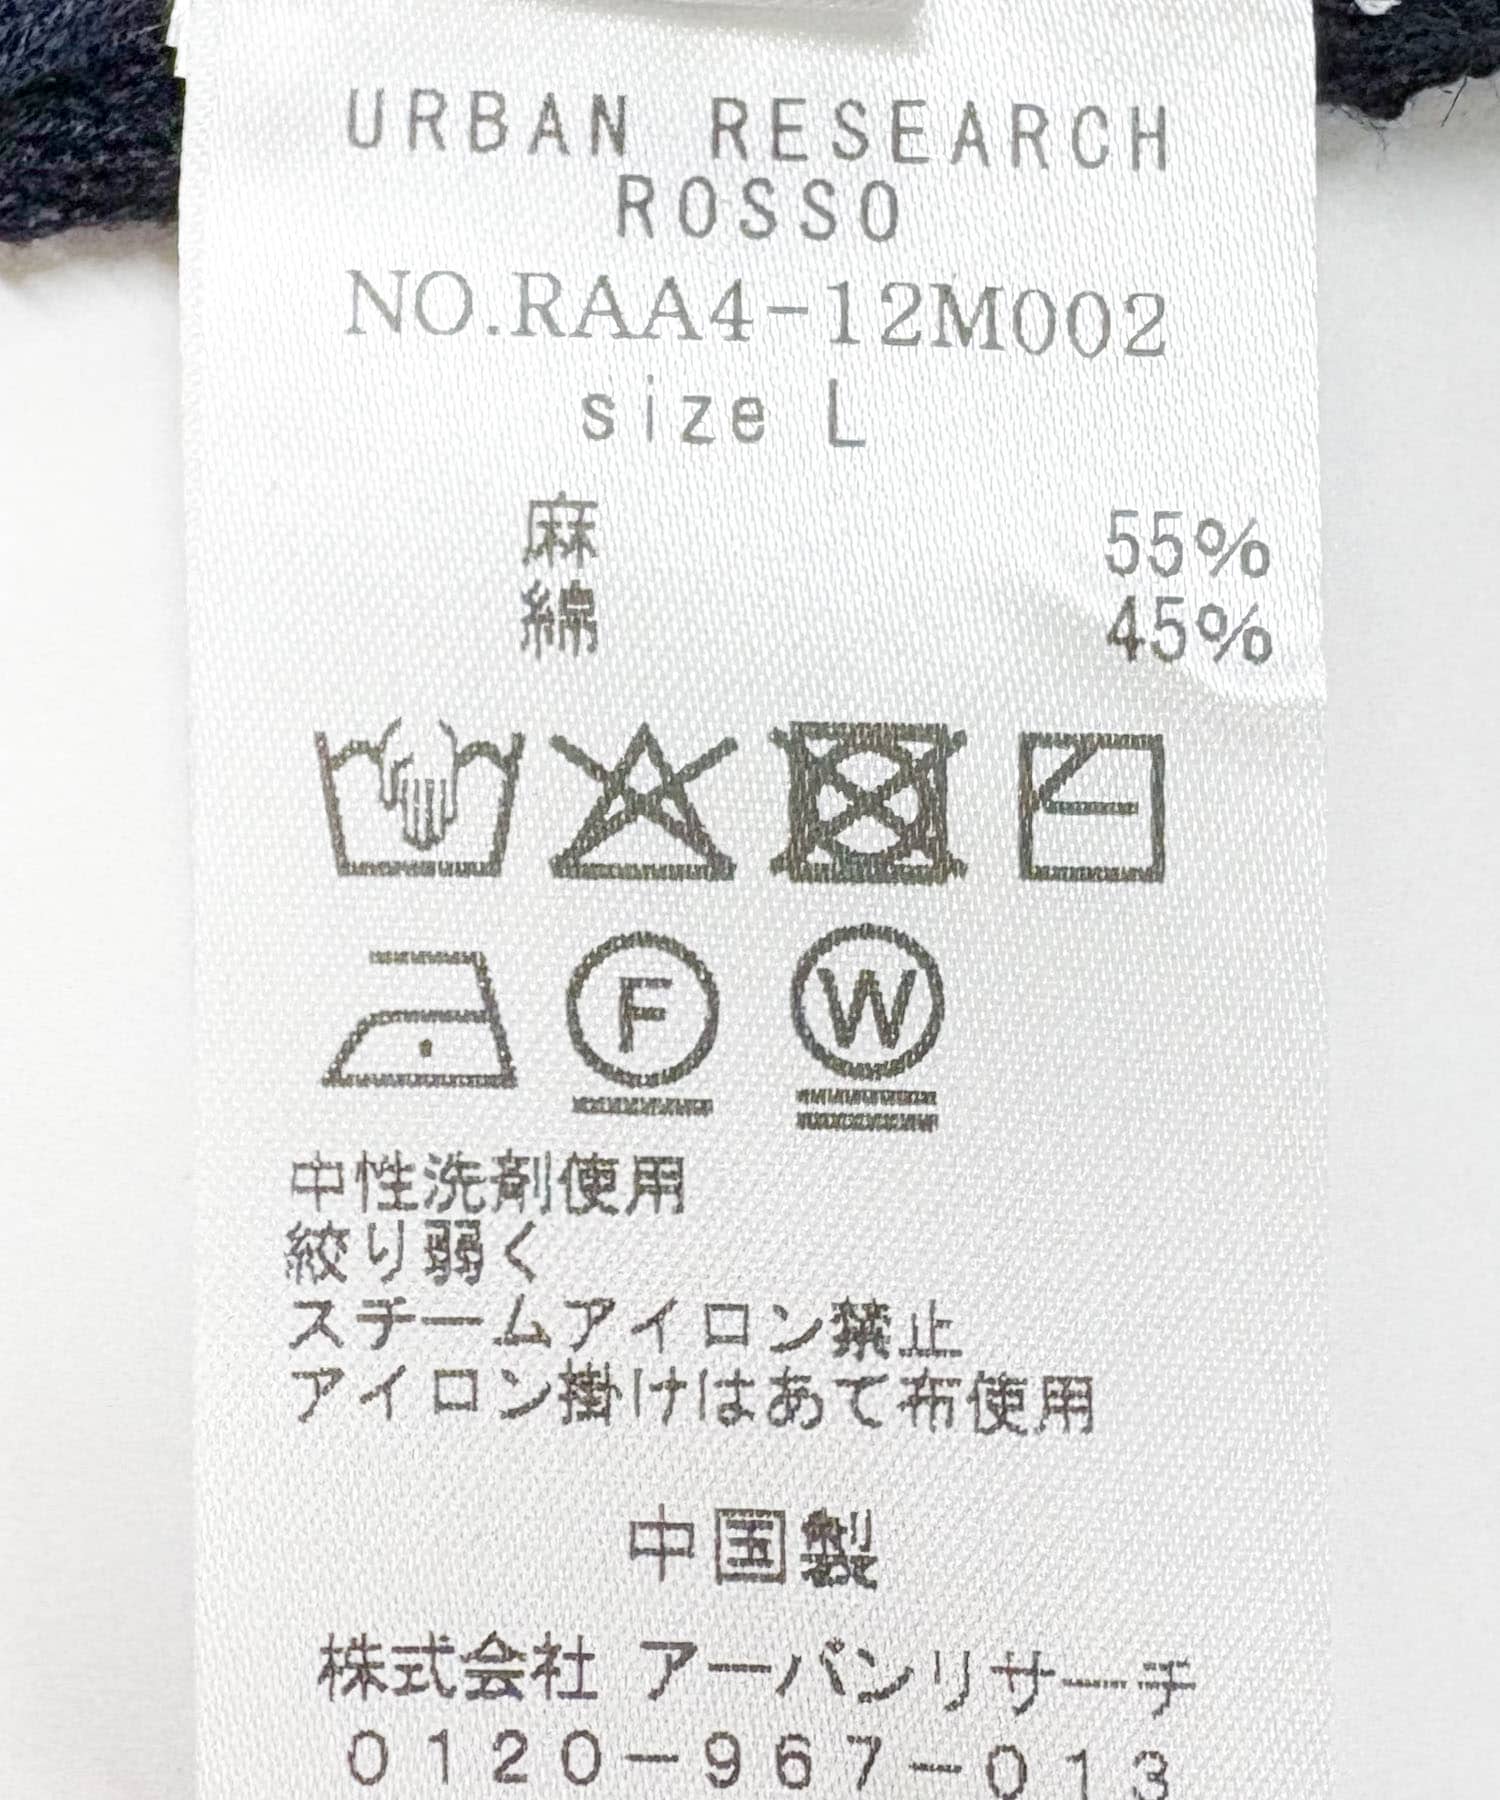 URBAN RESEARCH
ROSSO
NO.RAA4-12M002
size L
麻 55%
綿 45%
F W
中性洗剤使用
絞り弱く
スチームアイロン禁止
アイロン掛けはあて布使用
中国製
株式会社 アーバンリサーチ
0120-967-013